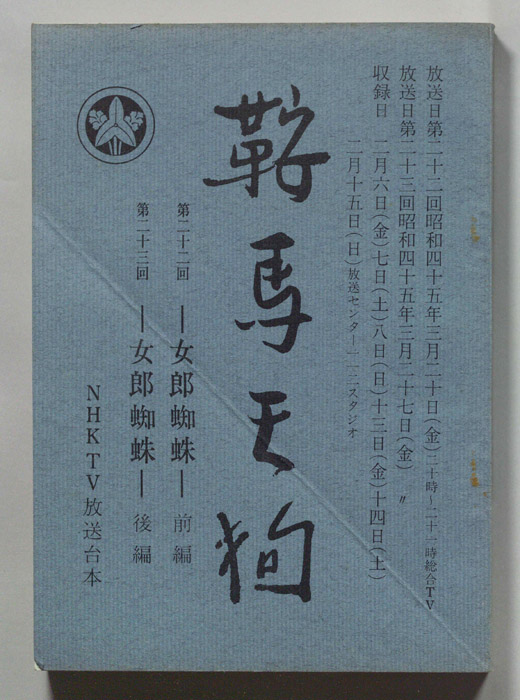 放送日第二十二回昭和四十五年三月二十日(金)二十時~二十一時総合TV
放送日第二十三回昭和四十五年三月二十七日(金) 〃
収録日 二月六日(金)七日(土)八日(日)十三日(金)十四日(土)
二月十五日(日)放送センター一一二スタジオ
鞍馬天狗
第二十二回 ―女郎蜘蛛― 前編
第二十三回 ―女郎蜘蛛― 後編
NHKTV放送台本